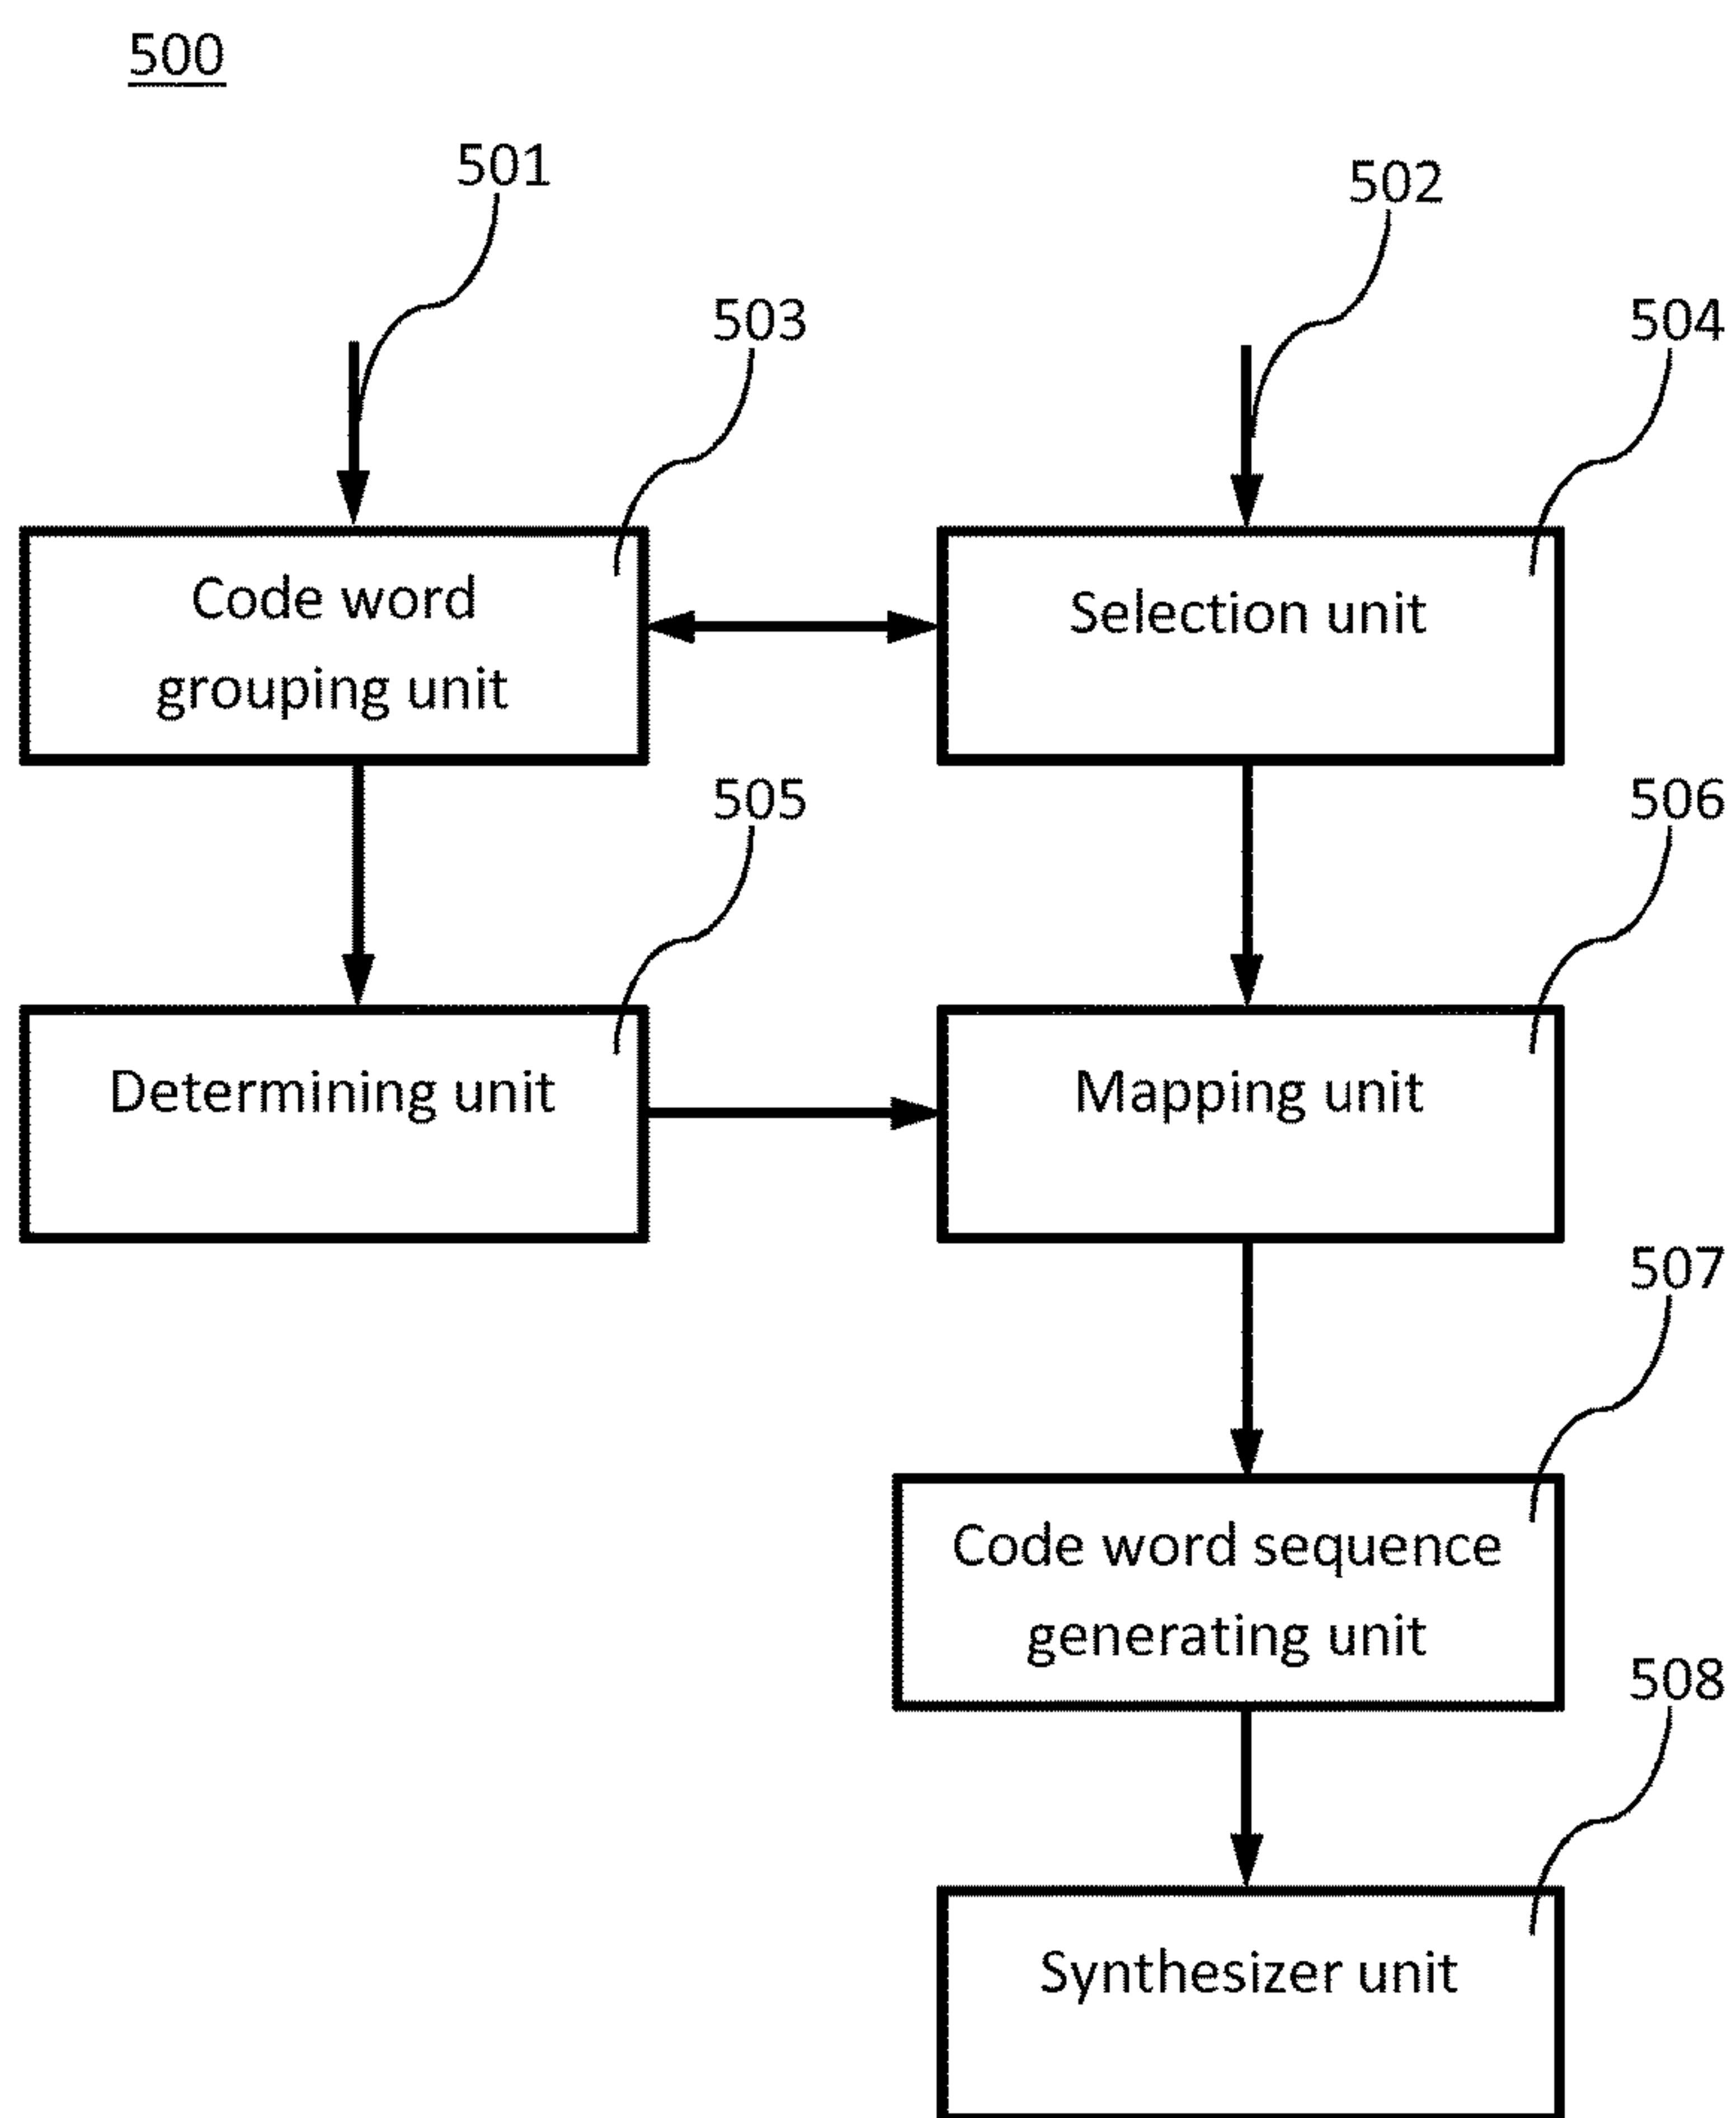 500
501
502
503
504
Code word
grouping unit
Selection unit
505
506
Determining unit
Mapping unit
507
Code word sequence
generating unit
508
Synthesizer unit